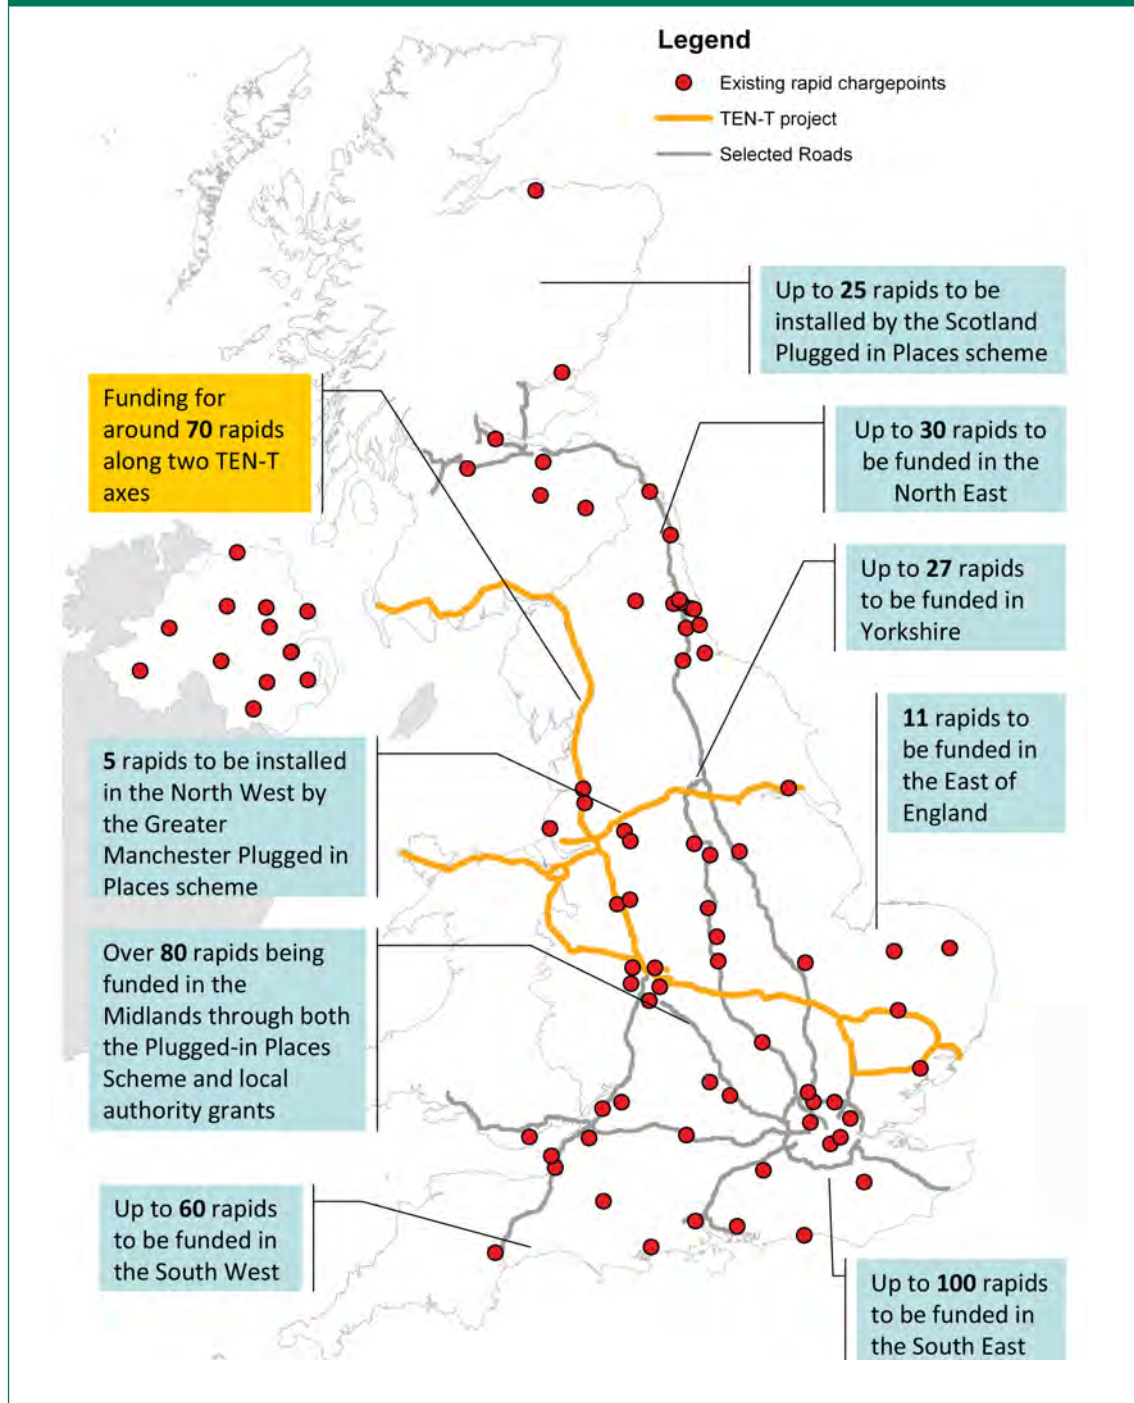 Legend
Existing rapid chargepoints
TEN-T project
Selected Roads
Up to 25 rapids to be
installed by the Scotland
Plugged in Places scheme
Funding for
around 70 rapids
along two TEN-T
axes
Up to 30 rapids to
be funded in the
North East
Up to 27 rapids
to be funded in
Yorkshire
11 rapids to
be funded in
the East of
England
5 rapids to be installed
in the North West by
the Greater
Manchester Plugged in
Places scheme
Over 80 rapids being
funded in the
Midlands through both
the Plugged-in Places
Scheme and local
authority grants
Up to 60 rapids
to be funded in
the South West
Up to 100 rapids
to be funded in
the South East